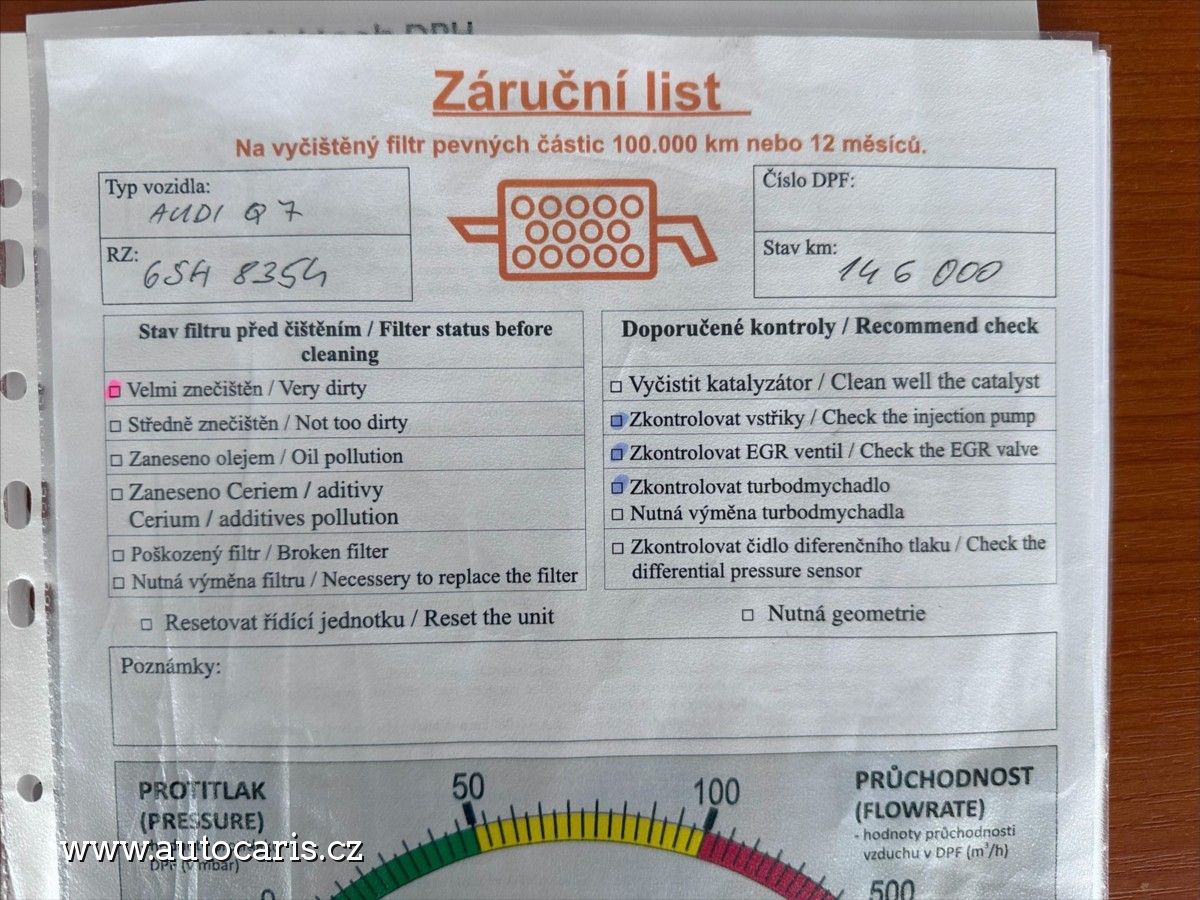 DPH
Záruční list
Na vyčištěný filtr pevných částic 100.000 km nebo 12 měsíců.
Typ vozidla:
AUDI Q7
RZ:
6SH 8354
Číslo DPF:
Stav km:
146 000
Stav filtru před čištěním / Filter status before
cleaning
Velmi znečištěn / Very dirty
Středně znečištěn / Not too dirty
Zaneseno olejem / Oil pollution
Zaneseno Ceriem / aditivy
Cerium / additives pollution
Poškozený filtr / Broken filter
Nutná výměna filtru / Necessery to replace the filter
Doporučené kontroly / Recommend check
Vyčistit katalyzátor / Clean well the catalyst
Zkontrolovat vstřiky / Check the injection pump
Zkontrolovat EGR ventil / Check the EGR valve
Zkontrolovat turbodmychadlo
Nutná výměna turbodmychadla
Zkontrolovat čidlo diferenčního tlaku / Check the
differential pressure sensor
Resetovat řídící jednotku / Reset the unit
Nutná geometrie
Poznámky:
PROTITLAK
(PRESSURE)
DPF (v mbar)
0
50
100
500
PRŮCHODNOST
(FLOWRATE)
- hodnoty průchodnosti
vzduchu v DPF (m³/h)
www.autocaris.cz